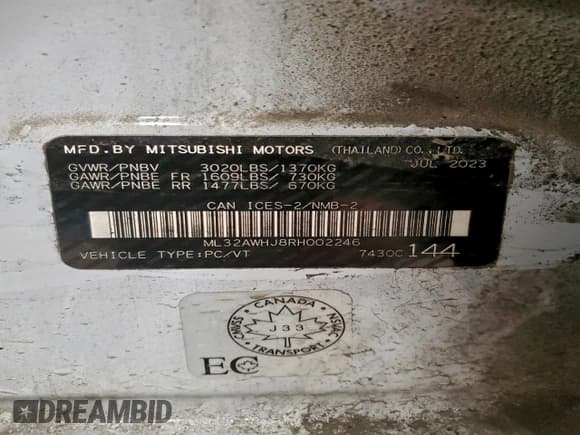 MFD.BY MITSUBISHI MOTORS (THAILAND) CO.,LTD.
GVWR/PNBV 3020LBS/1370KG JUL 2023
GAWR/PNBE FR 1609LBS/ 730KG
GAWR/PNBE RR 1477LBS/ 670KG
CAN ICES-2/NMB-2
ML32AWHJ8RH002246
VEHICLE TYPE:PC/VT 7430C 144
CANADA
CMVSS J33 NSVAC
TRANSPORT
EC
DREAMBID